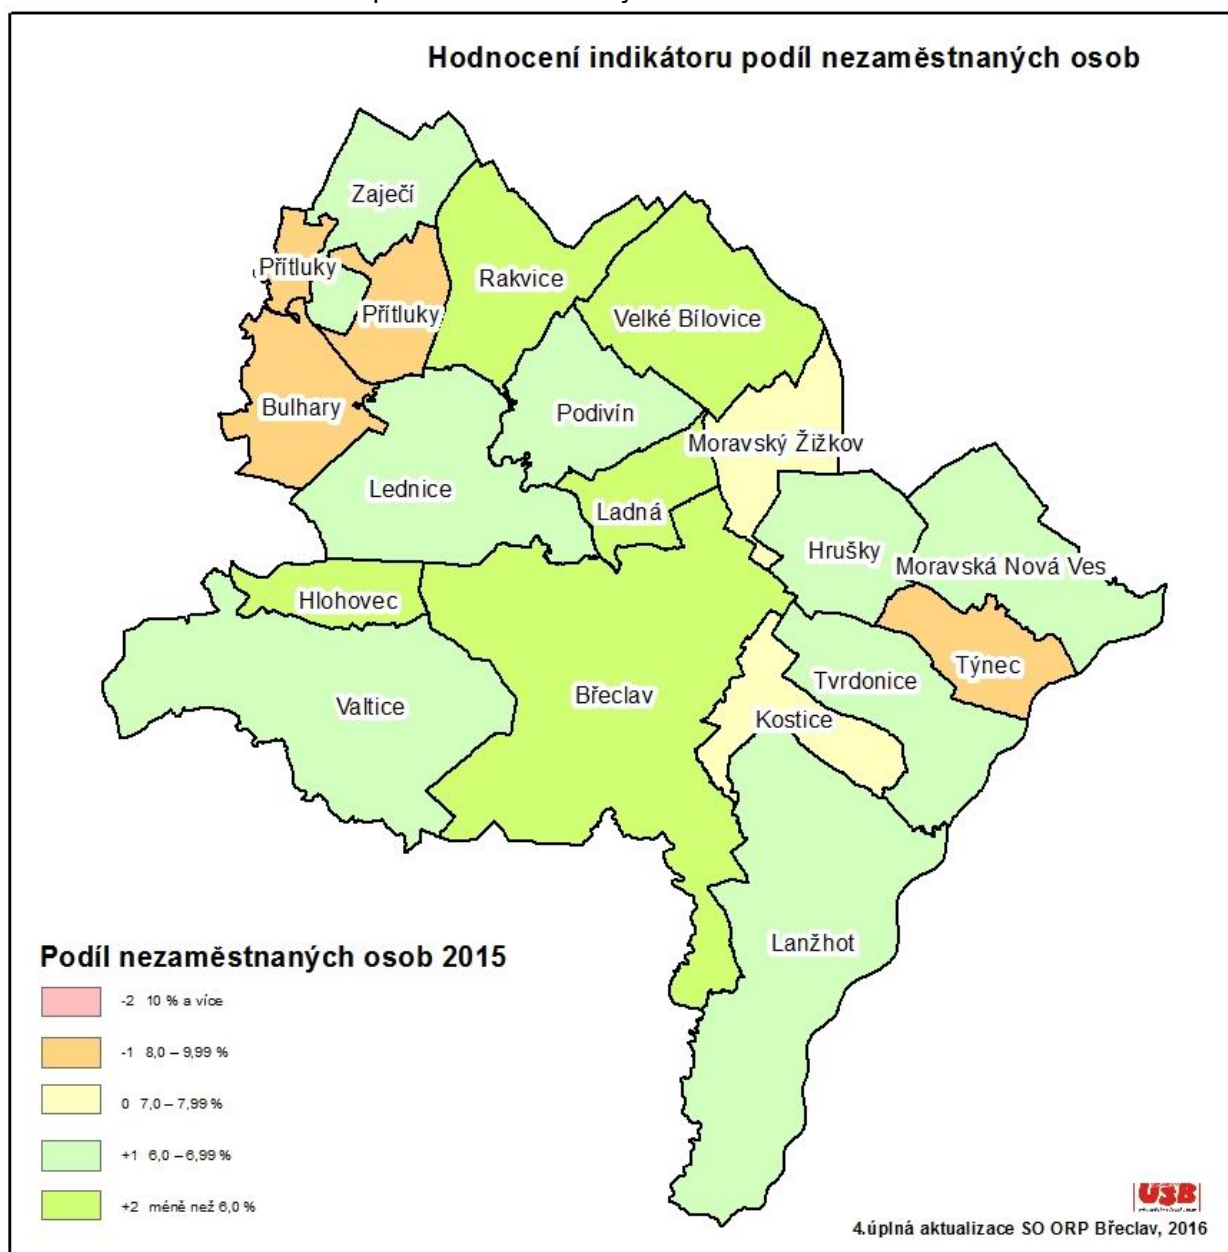 Hodnocení indikátoru podíl nezaměstnaných osob
Zaječí
Přítluky
Rakvice
Přítluky
Velké Bílovice
Bulhary
Podivín
Moravský Žižkov
Lednice
Ladná
Hrušky
Moravská Nová Ves
Hlohovec
Týnec
Tvrdonice
Břeclav
Valtice
Kostice
Lanžhot
Podíl nezaměstnaných osob 2015
-2 10 % a více
-1 8,0 – 9,99 %
0 7,0 – 7,99 %
+1 6,0 – 6,99 %
+2 méně než 6,0 %
4.úplná aktualizace SO ORP Břeclav, 2016